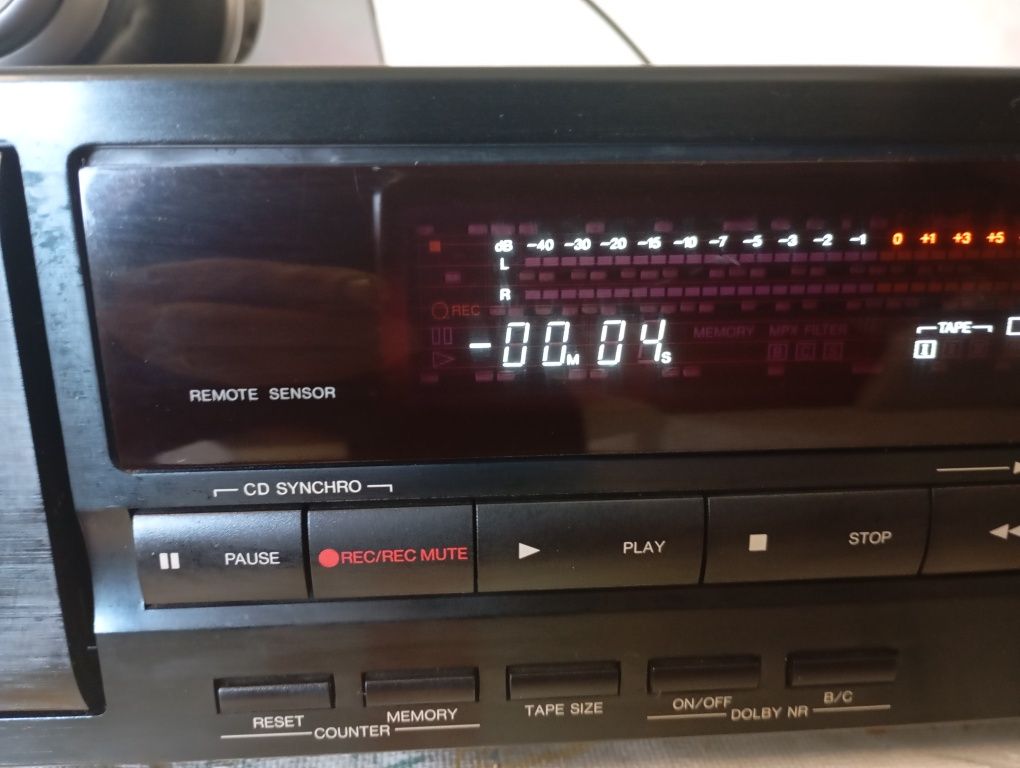 dB -40 -30 -20 -15 -10 -7 -5 -3 -2 -1 0 +1 +3 +5
L
R
REC
-00M 04S
MEMORY MPX FILTER
B C S
TAPE
I
REMOTE SENSOR
CD SYNCHRO
PAUSE REC/REC MUTE PLAY STOP
RESET MEMORY TAPE SIZE ON/OFF B/C
COUNTER DOLBY NR